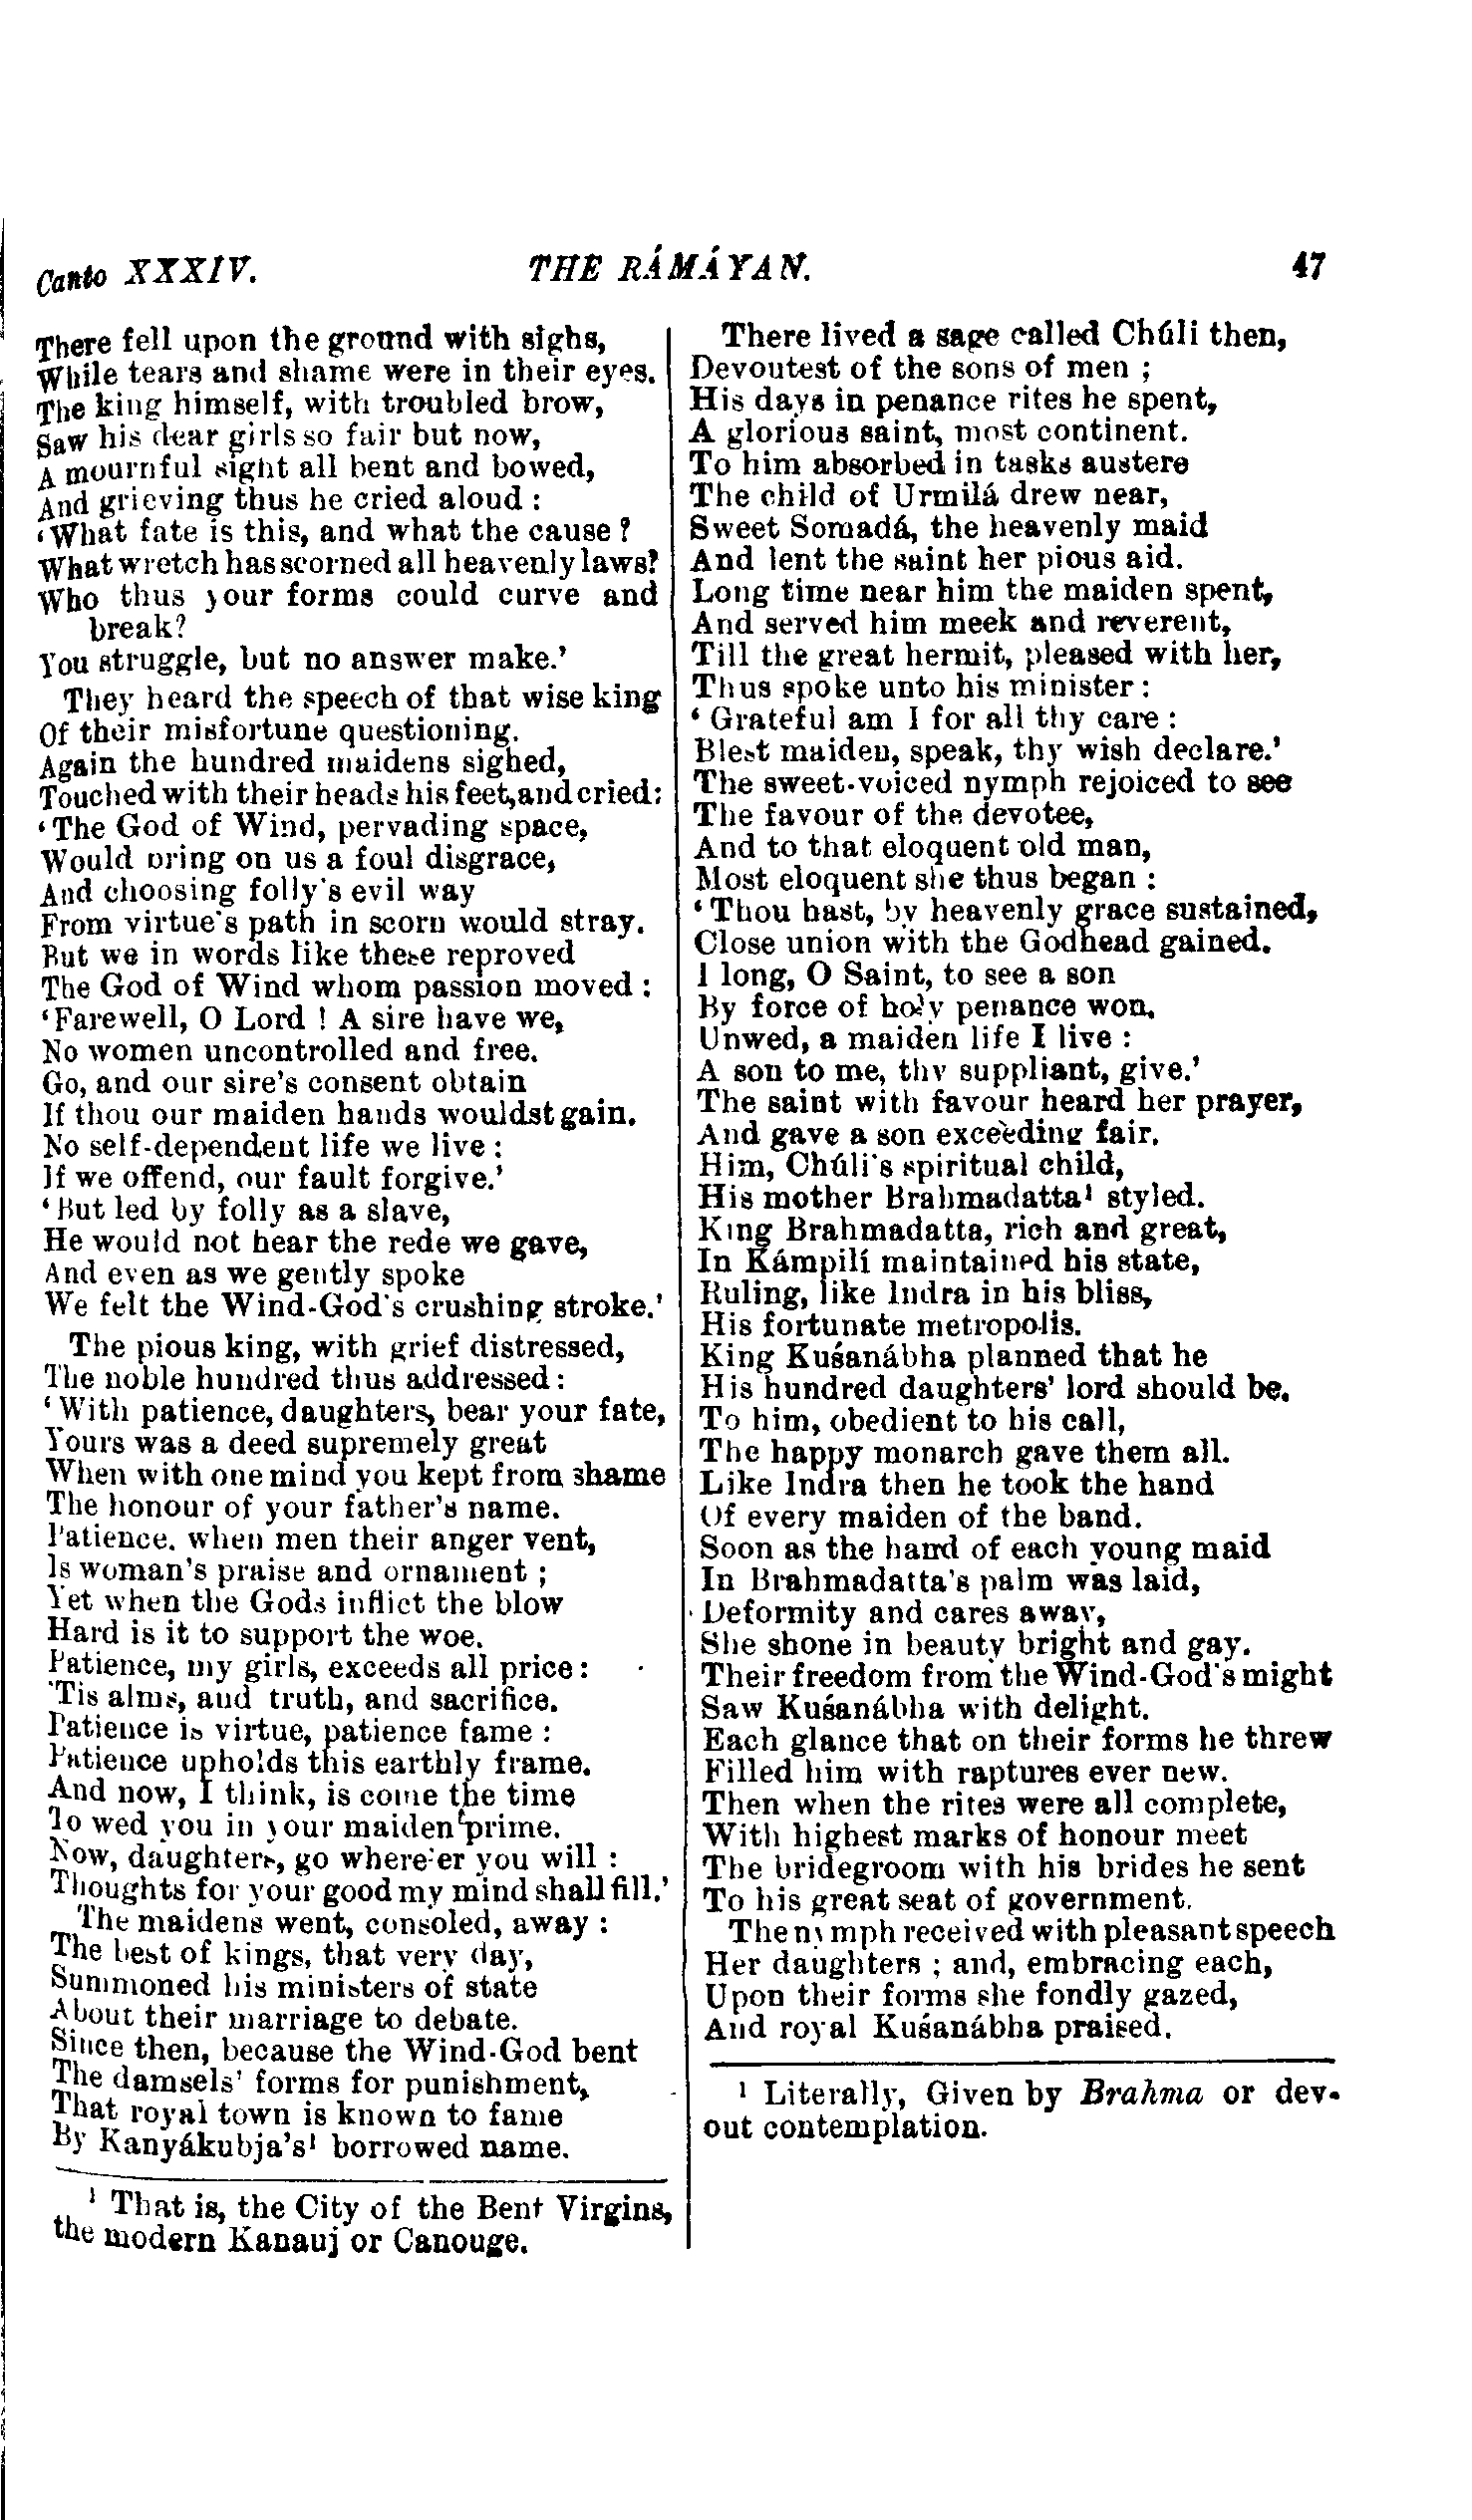 Canto XXXIV. THE RÁMÁYAN. 47
There fell upon the ground with sighs,
While tears and shame were in their eyes.
The king himself, with troubled brow,
Saw his dear girls so fair but now,
A mournful sight all bent and bowed,
And grieving thus he cried aloud :
‘What fate is this, and what the cause ?
What wretch has scorned all heavenly laws?
Who thus your forms could curve and
break?
You struggle, but no answer make.’
They heard the speech of that wise king
Of their misfortune questioning.
Again the hundred maidens sighed,
Touched with their heads his feet, and cried:
‘The God of Wind, pervading space,
Would bring on us a foul disgrace,
And choosing folly's evil way
From virtue's path in scorn would stray.
But we in words like these reproved
The God of Wind whom passion moved :
‘Farewell, O Lord ! A sire have we,
No women uncontrolled and free.
Go, and our sire's consent obtain
If thou our maiden hands wouldst gain.
No self-dependent life we live :
If we offend, our fault forgive.’
‘But led by folly as a slave,
He would not hear the rede we gave,
And even as we gently spoke
We felt the Wind-God's crushing stroke.’
The pious king, with grief distressed,
The noble hundred thus addressed :
‘With patience, daughters, bear your fate,
Yours was a deed supremely great
When with one mind you kept from shame
The honour of your father's name.
Patience. when men their anger vent,
Is woman's praise and ornament ;
Yet when the Gods inflict the blow
Hard is it to support the woe.
Patience, my girls, exceeds all price :
'Tis alms, and truth, and sacrifice.
Patience is virtue, patience fame :
Patience upholds this earthly frame.
And now, I think, is come the time
To wed you in your maiden prime.
Now, daughters, go where'er you will :
Thoughts for your good my mind shall fill.’
The maidens went, consoled, away :
The best of kings, that very day,
Summoned his ministers of state
About their marriage to debate.
Since then, because the Wind-God bent
The damsels' forms for punishment,
That royal town is known to fame
By Kanyákubja's¹ borrowed name.
¹ That is, the City of the Bent Virgins,
the modern Kanauj or Canouge.
There lived a sage called Chúli then,
Devoutest of the sons of men ;
His days in penance rites he spent,
A glorious saint, most continent.
To him absorbed in tasks austere
The child of Urmilá drew near,
Sweet Somadá, the heavenly maid
And lent the saint her pious aid.
Long time near him the maiden spent,
And served him meek and reverent,
Till the great hermit, pleased with her,
Thus spoke unto his minister :
‘Grateful am I for all thy care :
Blest maiden, speak, thy wish declare.’
The sweet-voiced nymph rejoiced to see
The favour of the devotee,
And to that eloquent old man,
Most eloquent she thus began :
‘Thou hast, by heavenly grace sustained,
Close union with the Godhead gained.
I long, O Saint, to see a son
By force of holy penance won.
Unwed, a maiden life I live :
A son to me, thy suppliant, give.’
The saint with favour heard her prayer,
And gave a son exceeding fair.
Him, Chúli's spiritual child,
His mother Brahmadatta¹ styled.
King Brahmadatta, rich and great,
In Kámpilí maintained his state,
Ruling, like Indra in his bliss,
His fortunate metropolis.
King Kuśanábha planned that he
His hundred daughters' lord should be.
To him, obedient to his call,
The happy monarch gave them all.
Like Indra then he took the hand
Of every maiden of the band.
Soon as the hand of each young maid
In Brahmadatta's palm was laid,
Deformity and cares away,
She shone in beauty bright and gay.
Their freedom from the Wind-God's might
Saw Kuśanábha with delight.
Each glance that on their forms he threw
Filled him with raptures ever new.
Then when the rites were all complete,
With highest marks of honour meet
The bridegroom with his brides he sent
To his great seat of government.
The nymph received with pleasant speech
Her daughters ; and, embracing each,
Upon their forms she fondly gazed,
And royal Kuśanábha praised.
¹ Literally, Given by Brahma or dev-
out contemplation.